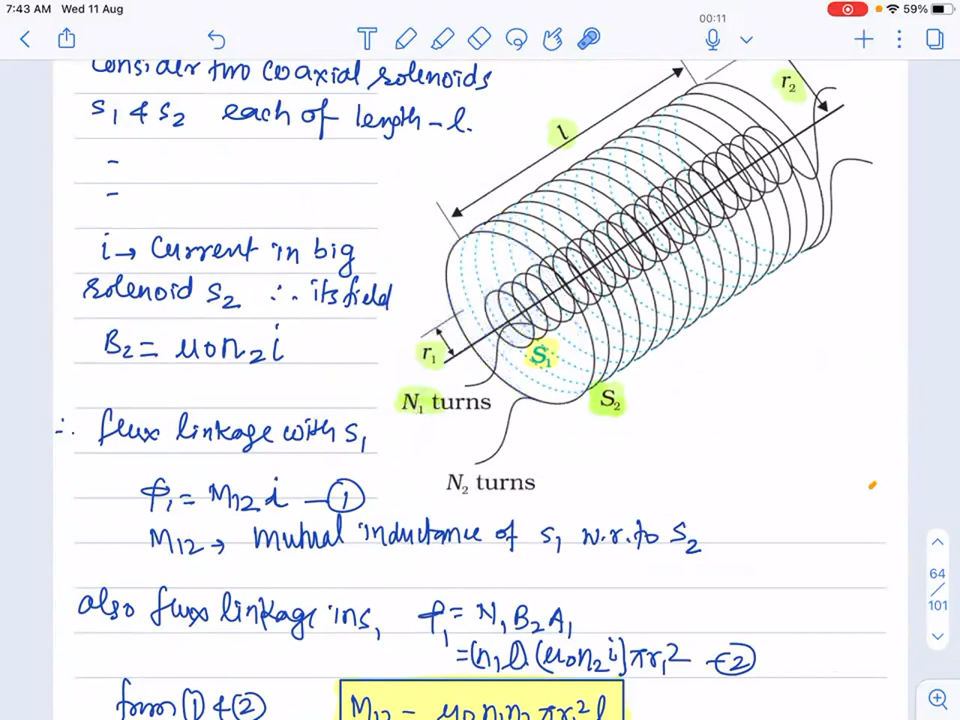 7:43 AM Wed 11 Aug
59%
00:11
T
Consider two coaxial solenoids
S1 & S2 each of length - l.
-
-
i → Current in big
solenoid S2 ∴ its field
B2 = μ0n2i
∴ flux linkage with S1
φ1 = M12 i —①
M12 → mutual inductance of S1 w.r.to S2
also flux linkage in S1 φ1 = N1B2A1
=(n1l)(μ0n2i)πr1² —②
from ① & ②
M12 = μ0n1n2πr1²l
l
r2
r1
S1
N1 turns
S2
N2 turns
64
/
101